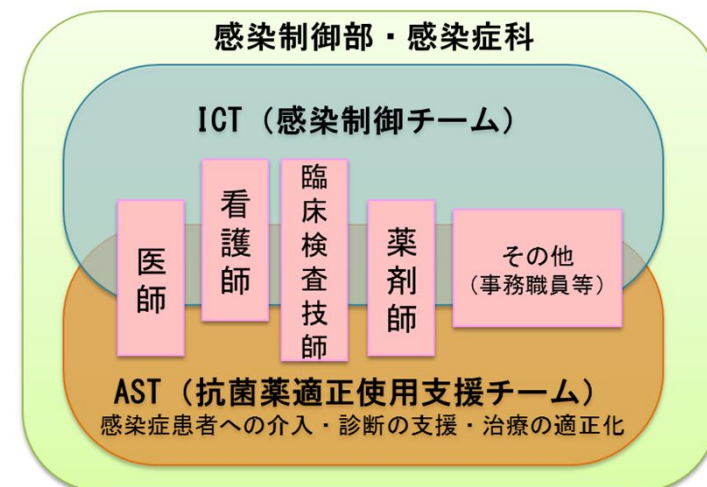 感染制御部・感染症科
ICT（感染制御チーム）
医師
看護師
臨床検査技師
薬剤師
その他
（事務職員等）
AST（抗菌薬適正使用支援チーム）
感染症患者への介入・診断の支援・治療の適正化